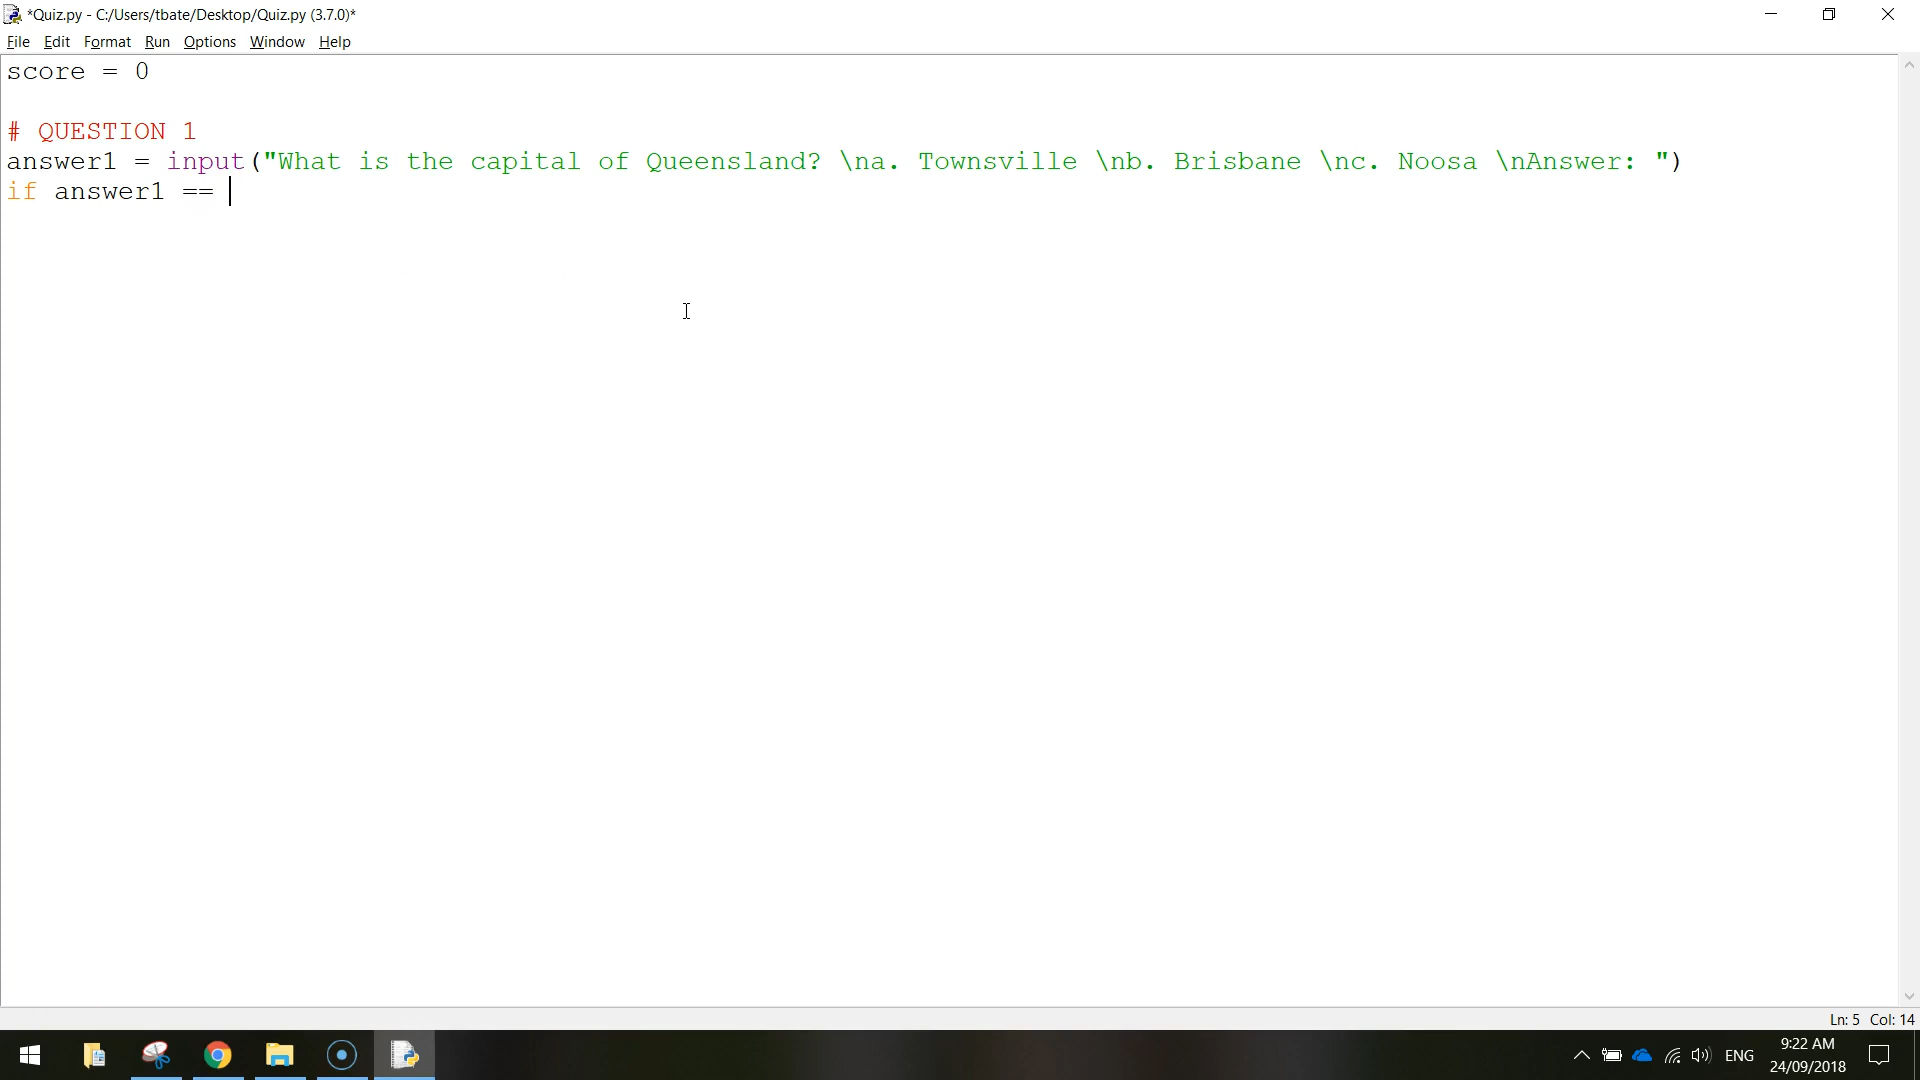 *Quiz.py - C:/Users/tbate/Desktop/Quiz.py (3.7.0)*
File Edit Format Run Options Window Help
score = 0
# QUESTION 1
answer1 = input("What is the capital of Queensland? \na. Townsville \nb. Brisbane \nc. Noosa \nAnswer: ")
if answer1 ==
Ln: 5 Col: 14
ENG
9:22 AM
24/09/2018